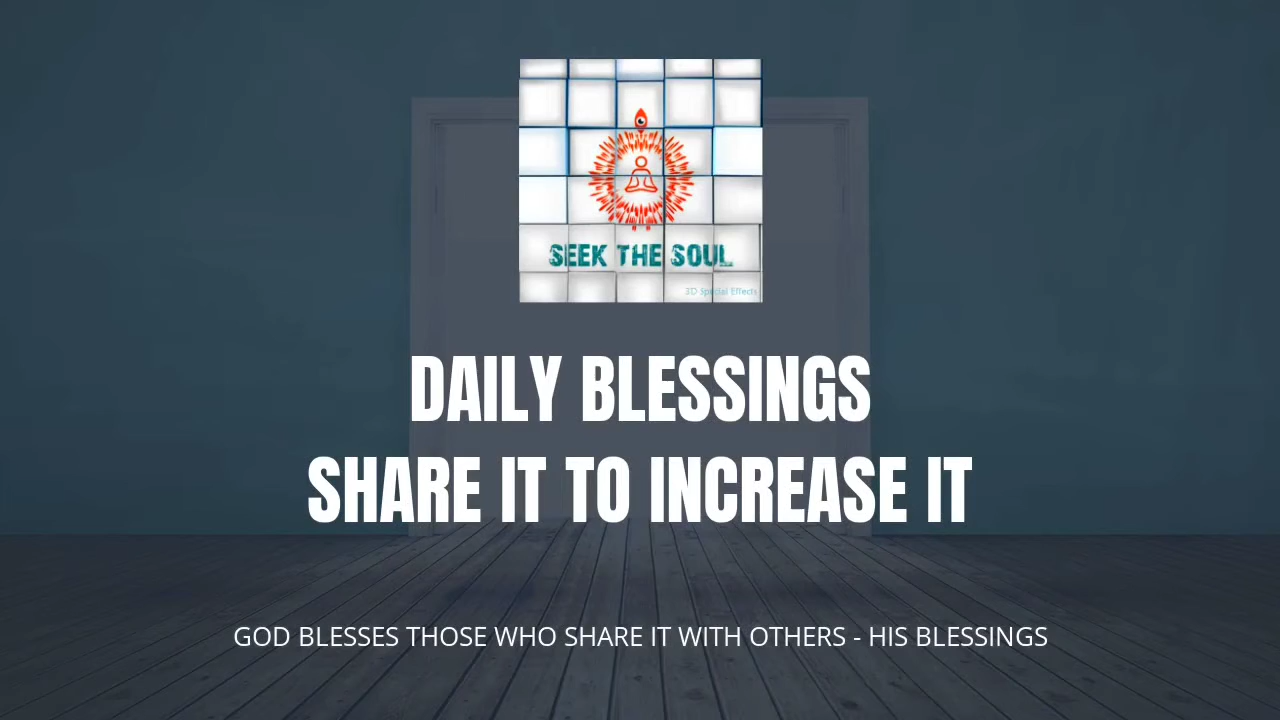 SEEK THE SOUL
3D Special Effects
DAILY BLESSINGS
SHARE IT TO INCREASE IT
GOD BLESSES THOSE WHO SHARE IT WITH OTHERS - HIS BLESSINGS